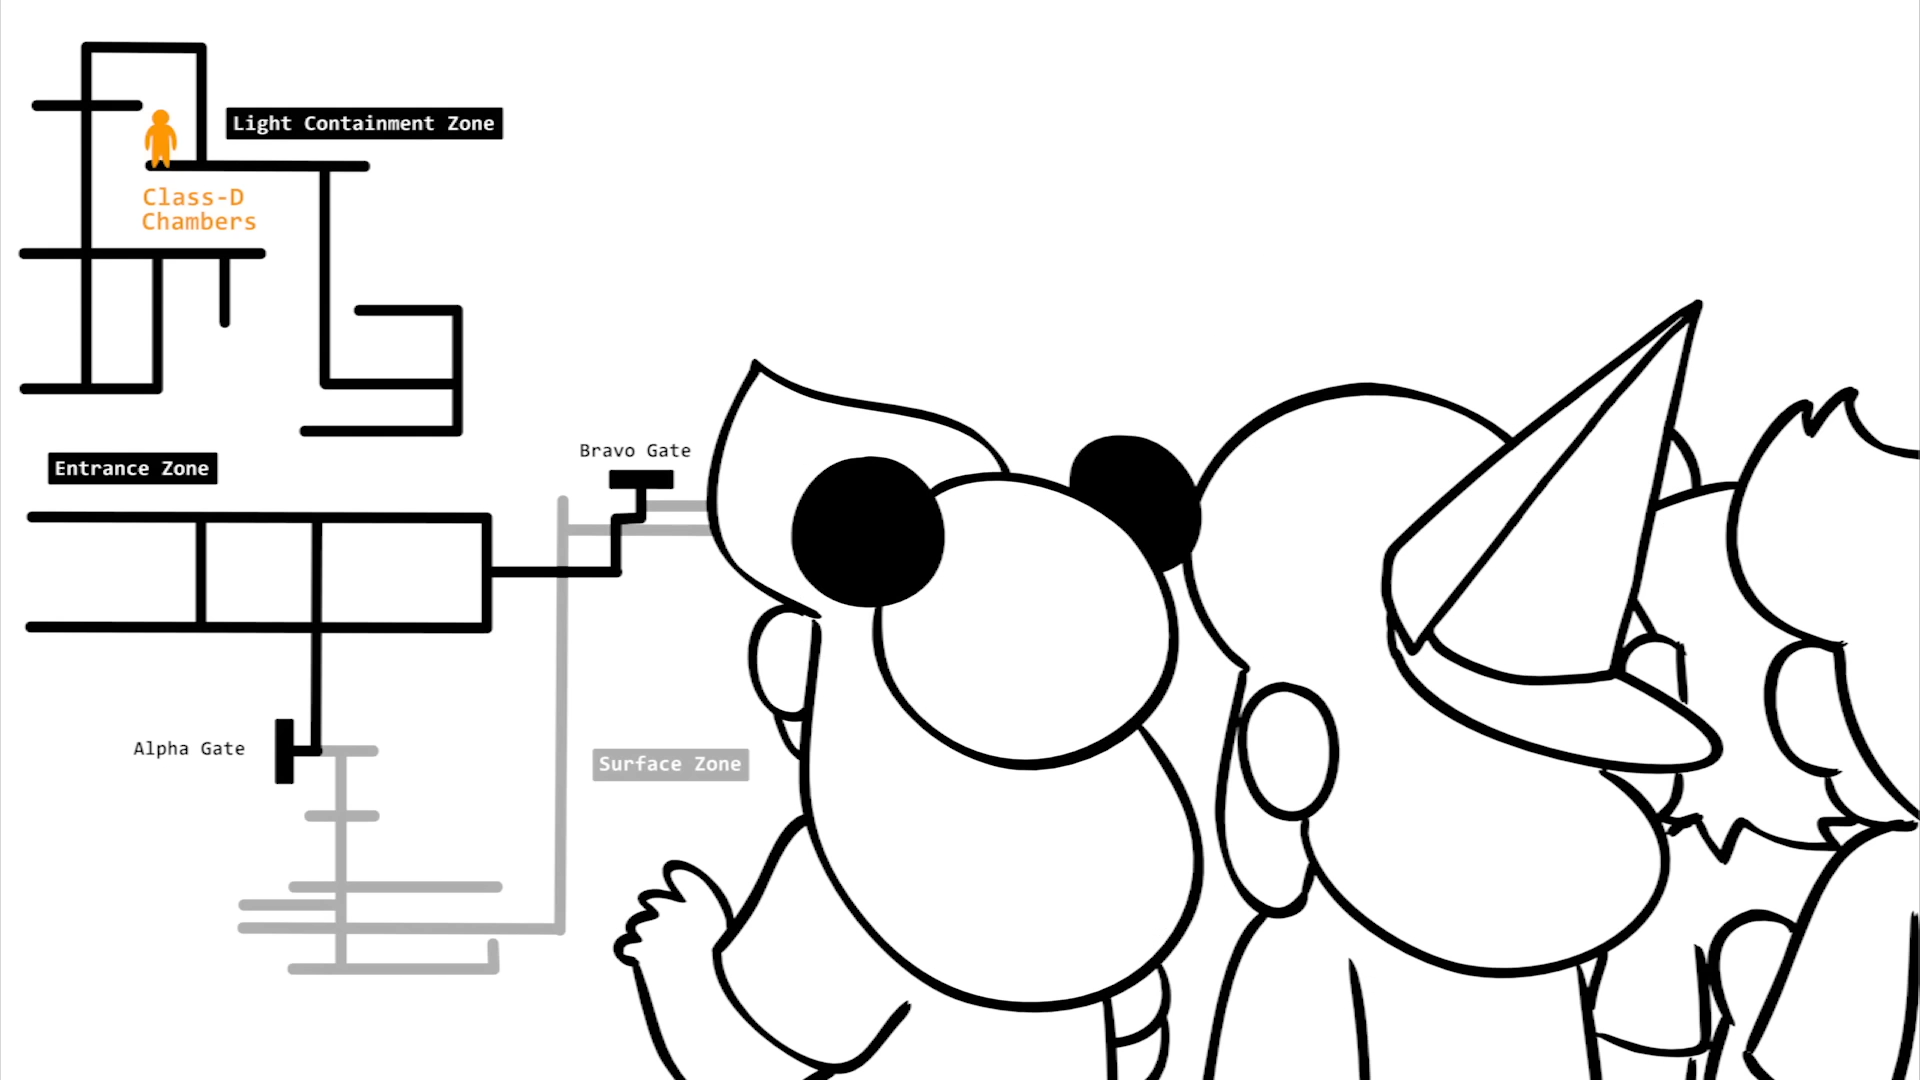 Light Containment Zone
Class-D
Chambers
Entrance Zone
Bravo Gate
Alpha Gate
Surface Zone